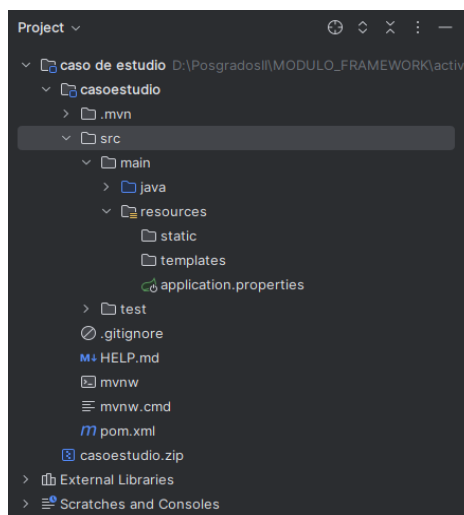 Project
caso de estudio D:\PosgradosII\MODULO_FRAMEWORK\activ
casoestudio
.mvn
src
main
java
resources
static
templates
application.properties
test
.gitignore
M↓ HELP.md
mvnw
mvnw.cmd
m pom.xml
casoestudio.zip
External Libraries
Scratches and Consoles